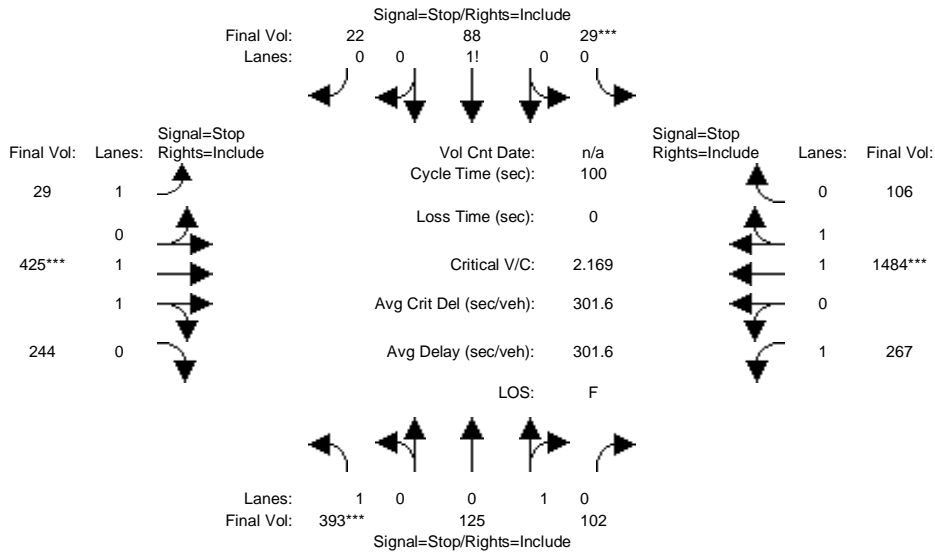 Signal=Stop/Rights=Include
Final Vol: 22 88 29***
Lanes: 0 0 1! 0 0
Signal=Stop
Final Vol: Lanes: Rights=Include
Vol Cnt Date: n/a
Signal=Stop
Rights=Include Lanes: Final Vol:
Cycle Time (sec): 100
29 1
0 106
Loss Time (sec): 0
0
1
425*** 1
Critical V/C: 2.169
1 1484***
1
Avg Crit Del (sec/veh): 301.6
0
244 0
Avg Delay (sec/veh): 301.6
1 267
LOS: F
Lanes: 1 0 0 1 0
Final Vol: 393*** 125 102
Signal=Stop/Rights=Include